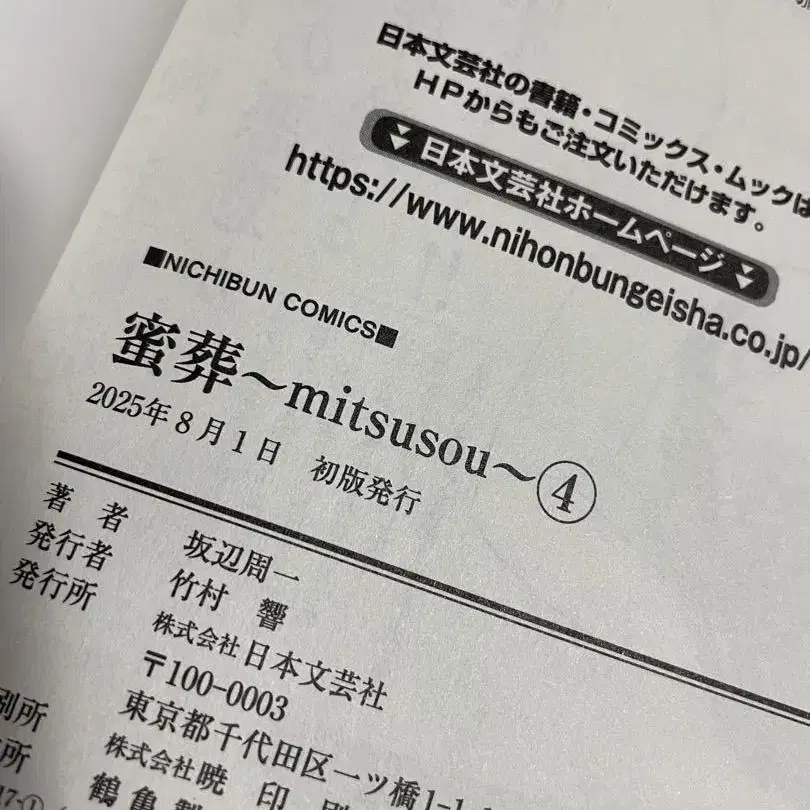 日本文芸社の書籍・コミックス・ムックは
HPからもご注文いただけます。
日本文芸社ホームページ
https://www.nihonbungeisha.co.jp/
■NICHIBUN COMICS■
蜜葬〜mitsusou〜④
2025年8月1日 初版発行
著者 坂辺周一
発行者 竹村 響
発行所 株式会社日本文芸社
〒100-0003
東京都千代田区一ツ橋1-1
刷所 株式会社 暁 印刷
鶴亀